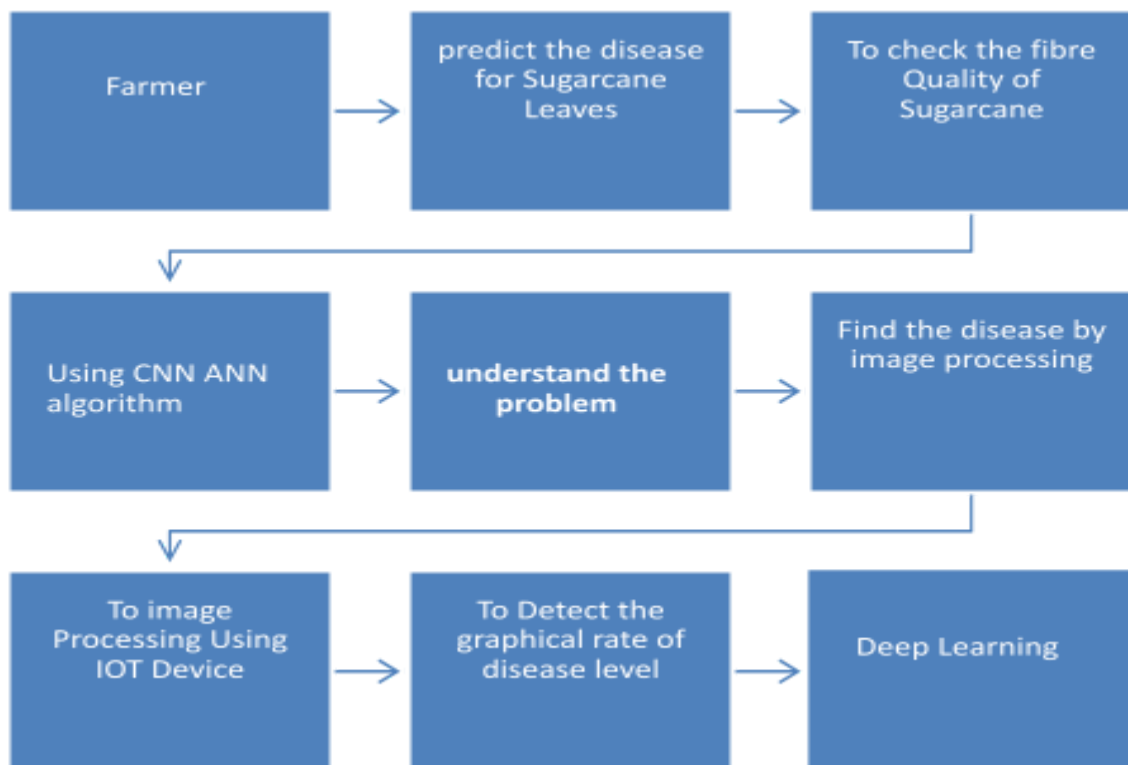 Farmer
predict the disease
for Sugarcane
Leaves
To check the fibre
Quality of
Sugarcane
Using CNN ANN
algorithm
understand the
problem
Find the disease by
image processing
To image
Processing Using
IOT Device
To Detect the
graphical rate of
disease level
Deep Learning